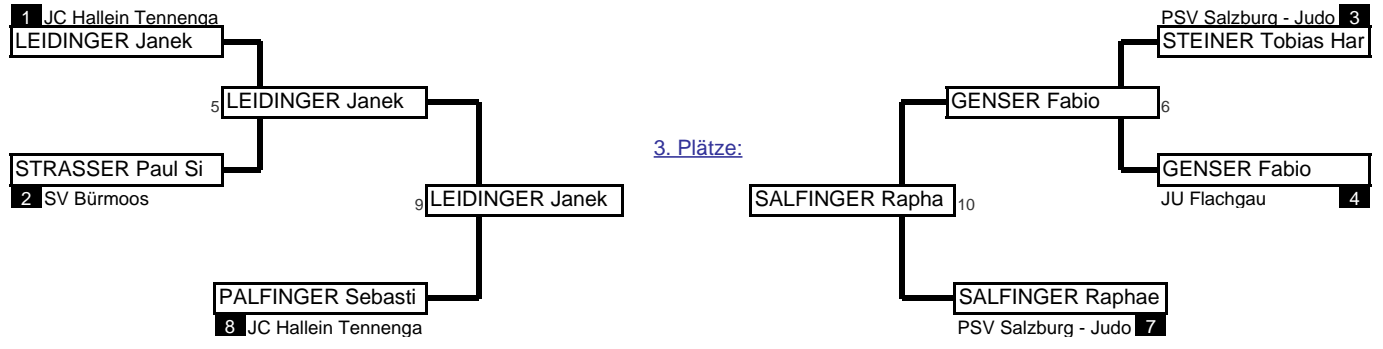 1 JC Hallein Tennenga
LEIDINGER Janek
5 LEIDINGER Janek
STRASSER Paul Si
2 SV Bürmoos
9 LEIDINGER Janek
PALFINGER Sebasti
8 JC Hallein Tennenga
3. Plätze:
PSV Salzburg - Judo 3
STEINER Tobias Har
GENSER Fabio 6
GENSER Fabio
JU Flachgau 4
SALFINGER Rapha 10
SALFINGER Raphae
PSV Salzburg - Judo 7